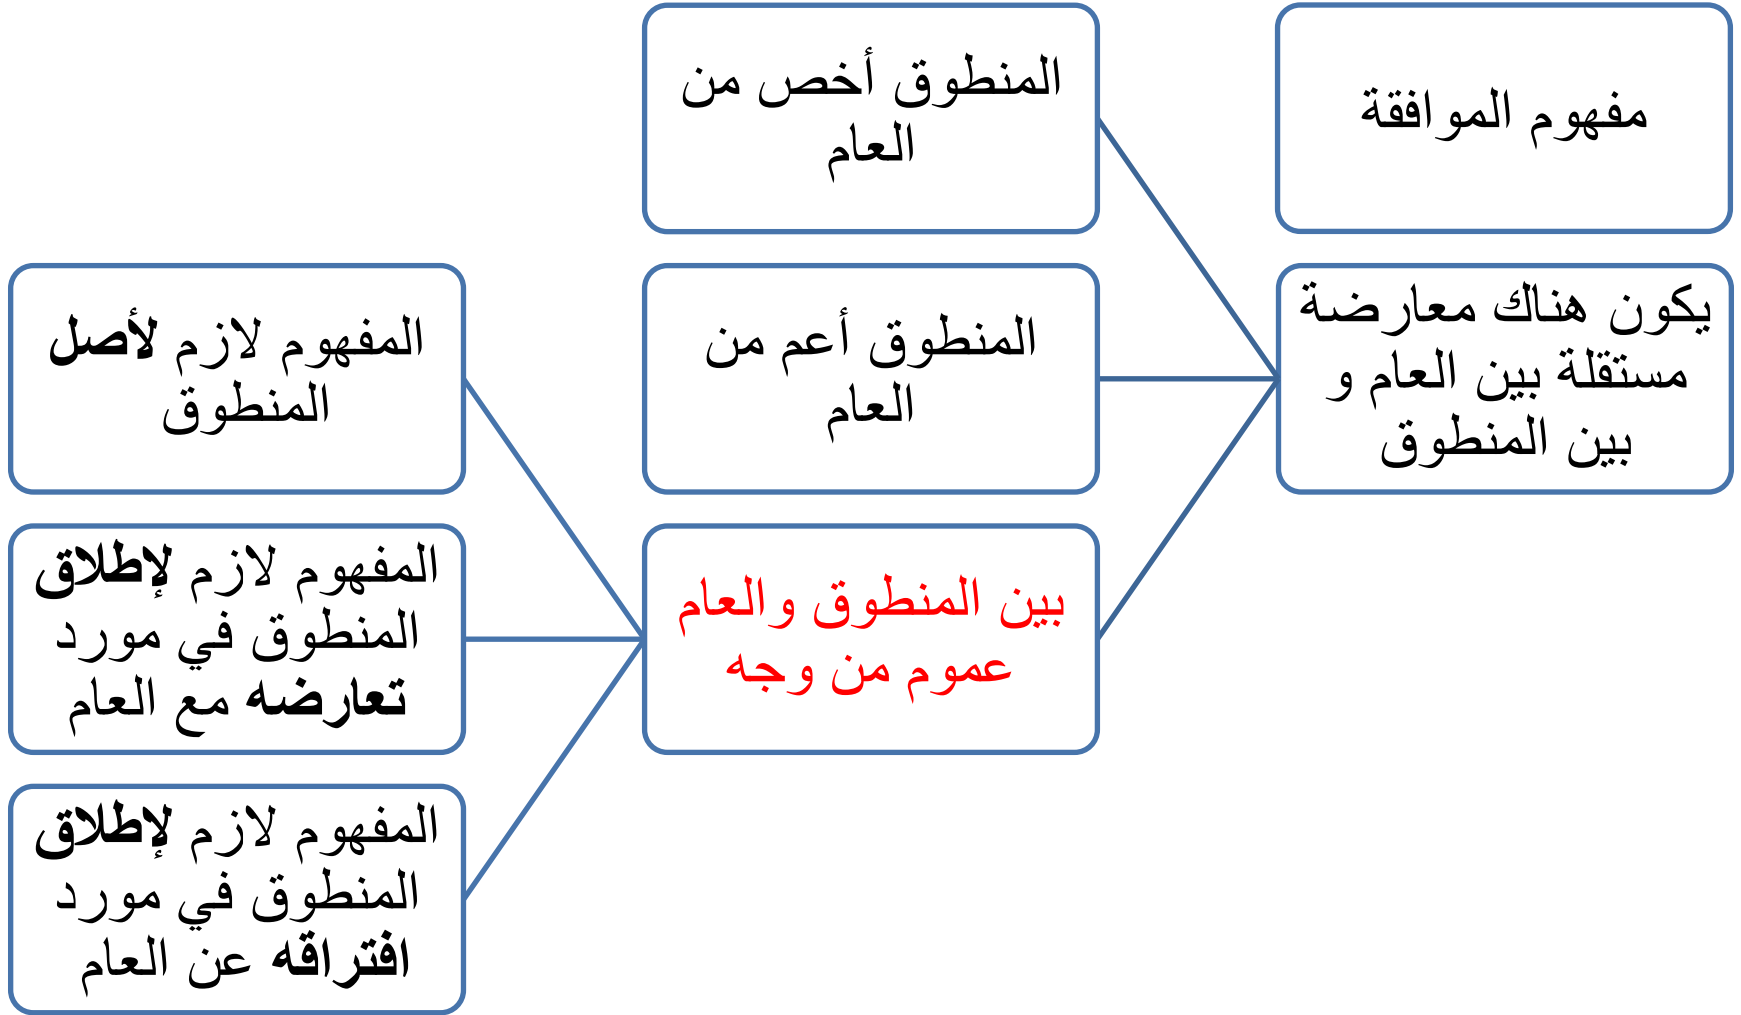 مفهوم الموافقة
يكون هناك معارضة
مستقلة بين العام و
بين المنطوق
المنطوق أخص من
العام
المنطوق أعم من
العام
بين المنطوق والعام
عموم من وجه
المفهوم لازم لأصل
المنطوق
المفهوم لازم لإطلاق
المنطوق في مورد
تعارضه مع العام
المفهوم لازم لإطلاق
المنطوق في مورد
افتراقه عن العام